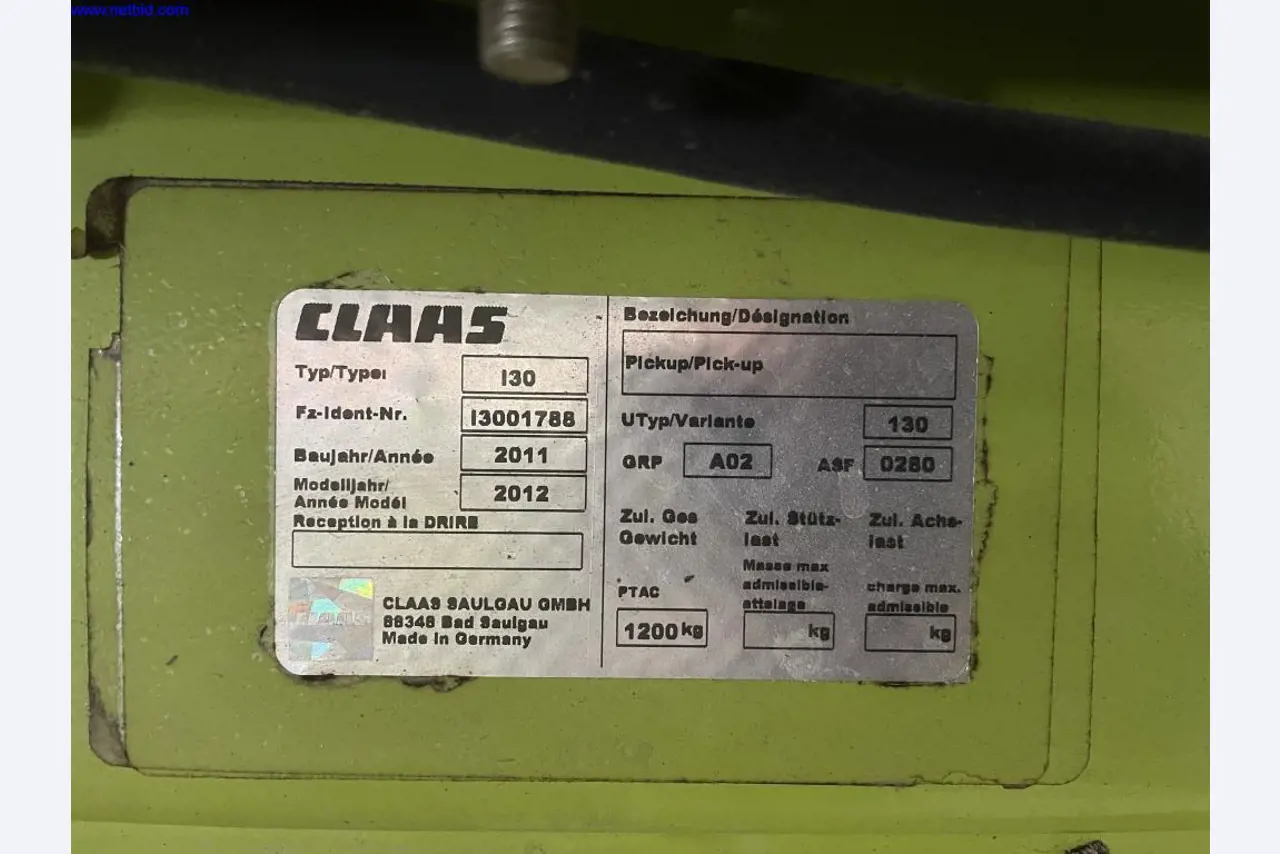 www.netbid.com
CLAAS
Typ/Type:
I30
Fz-Ident-Nr.
I3001788
Baujahr/Année
2011
Modelljahr/
Année Modél
2012
Reception à la DRIRE
CLAAS SAULGAU GMBH
88348 Bad Saulgau
Made in Germany
Bezeichung/Désignation
Pickup/Pick-up
UTyp/Variante
130
GRP A02 ASF 0280
Zul. Ges
Gewicht
PTAC
1200 kg
Zul. Stütz-
last
Masse max
admissible-
attelage
kg
Zul. Achs-
last
charge max.
admissible
kg